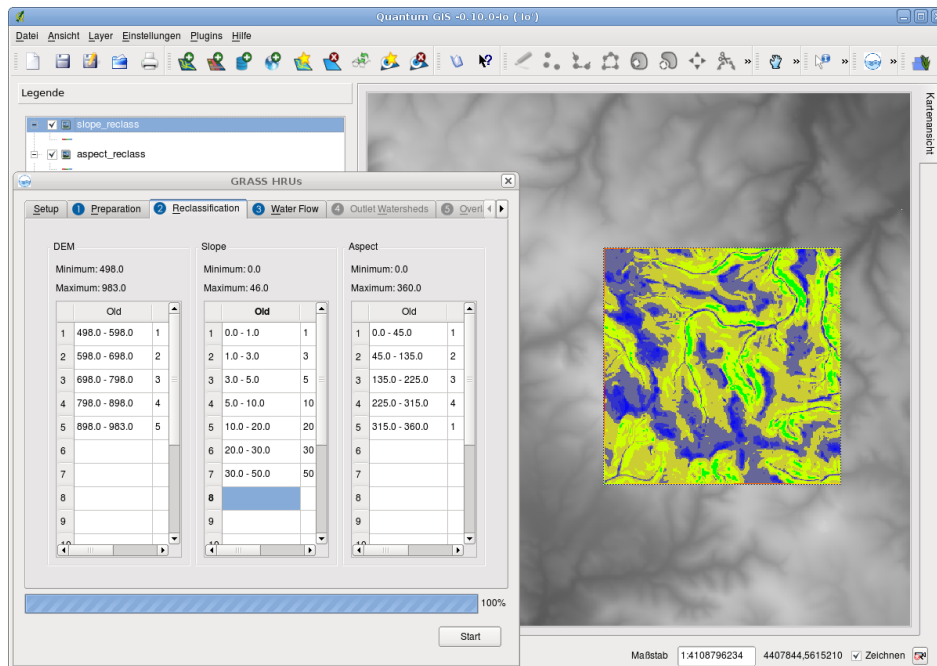 Quantum GIS -0.10.0-Io ('Io')
Datei Ansicht Layer Einstellungen Plugins Hilfe
» » » »
Legende
Kartenansicht
slope_reclass
aspect_reclass
GRASS HRUs
Setup 1 Preparation 2 Reclassification 3 Water Flow 4 Outlet Watersheds 5 Overl
DEM Slope Aspect
Minimum: 498.0 Minimum: 0.0 Minimum: 0.0
Maximum: 983.0 Maximum: 46.0 Maximum: 360.0
Old Old Old
1 498.0 - 598.0 1 1 0.0 - 1.0 1 1 0.0 - 45.0 1
2 598.0 - 698.0 2 2 1.0 - 3.0 3 2 45.0 - 135.0 2
3 698.0 - 798.0 3 3 3.0 - 5.0 5 3 135.0 - 225.0 3
4 798.0 - 898.0 4 4 5.0 - 10.0 10 4 225.0 - 315.0 4
5 898.0 - 983.0 5 5 10.0 - 20.0 20 5 315.0 - 360.0 1
6 6 20.0 - 30.0 30 6
7 7 30.0 - 50.0 50 7
8 8 8
9 9 9
10 10 10
100%
Start
Maßstab 1:4108796234 4407844,5615210 Zeichnen